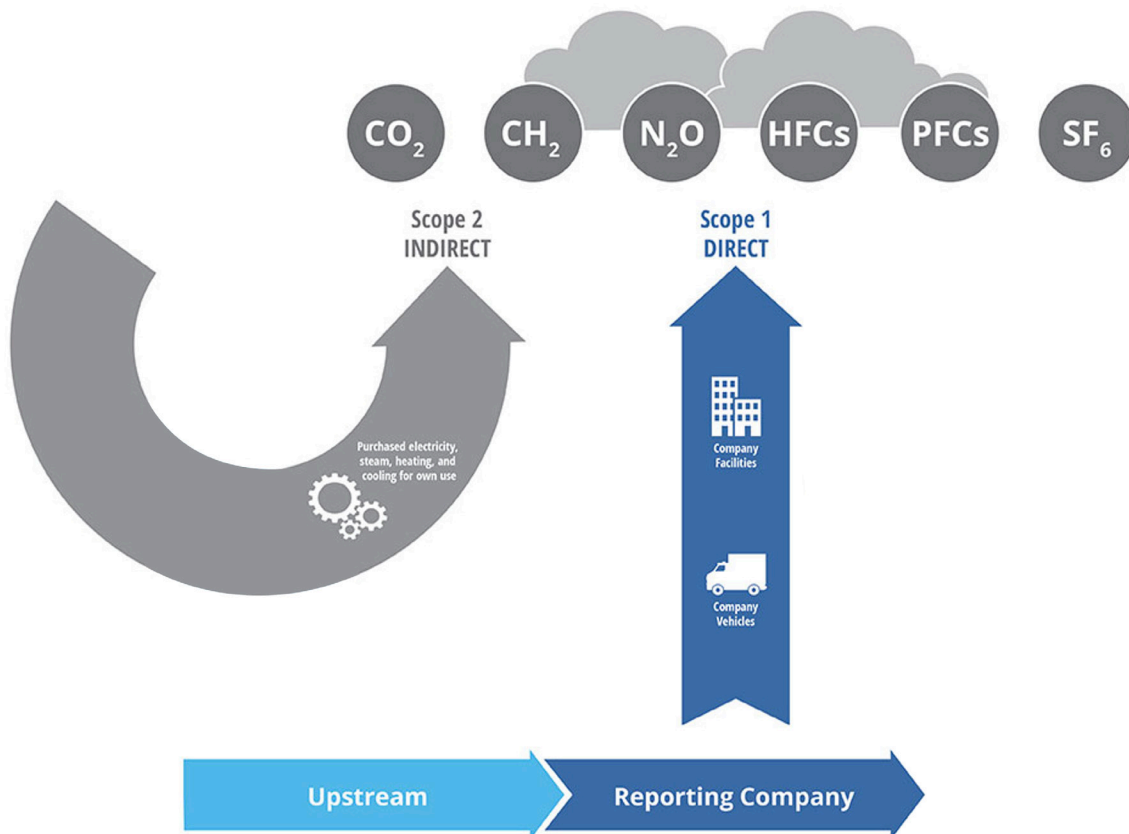 CO₂ CH₂ N₂O HFCs PFCs SF₆
Scope 2
INDIRECT
Scope 1
DIRECT
Purchased electricity,
steam, heating, and
cooling for own use
Company
Facilities
Company
Vehicles
Upstream
Reporting Company